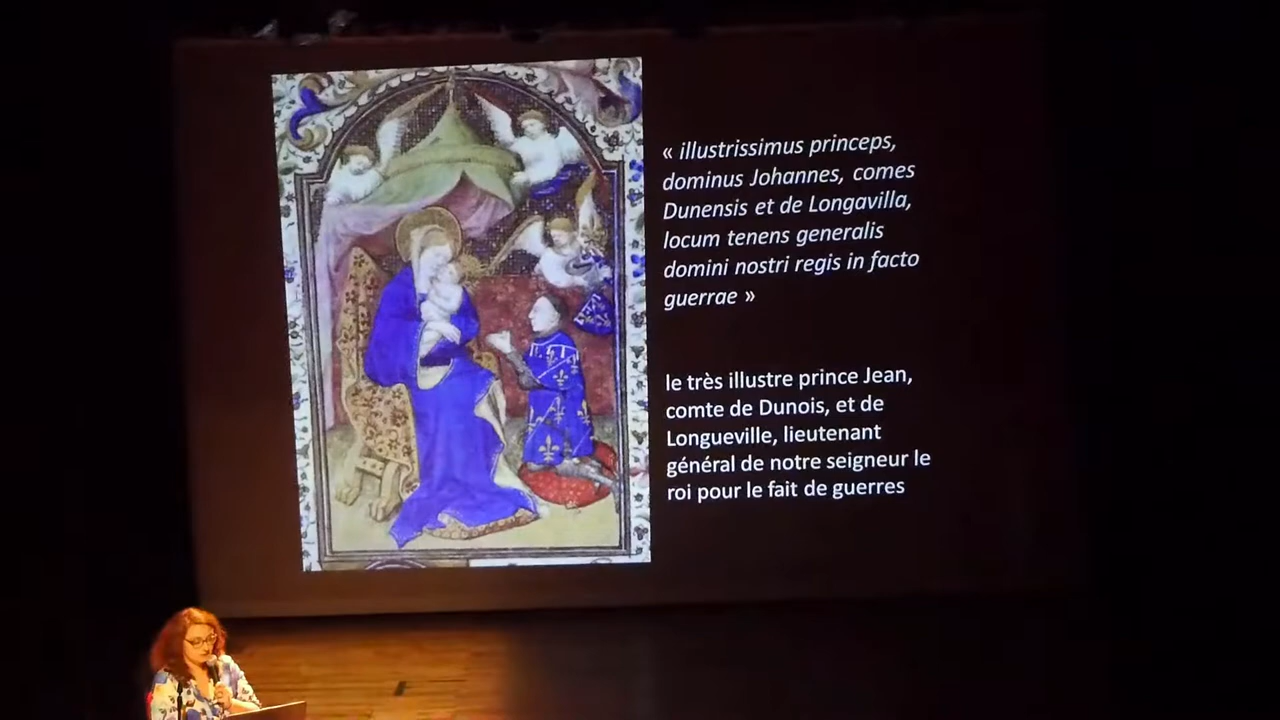 « illustrissimus princeps,
dominus Johannes, comes
Dunensis et de Longavilla,
locum tenens generalis
domini nostri regis in facto
guerrae »
le très illustre prince Jean,
comte de Dunois, et de
Longueville, lieutenant
général de notre seigneur le
roi pour le fait de guerres